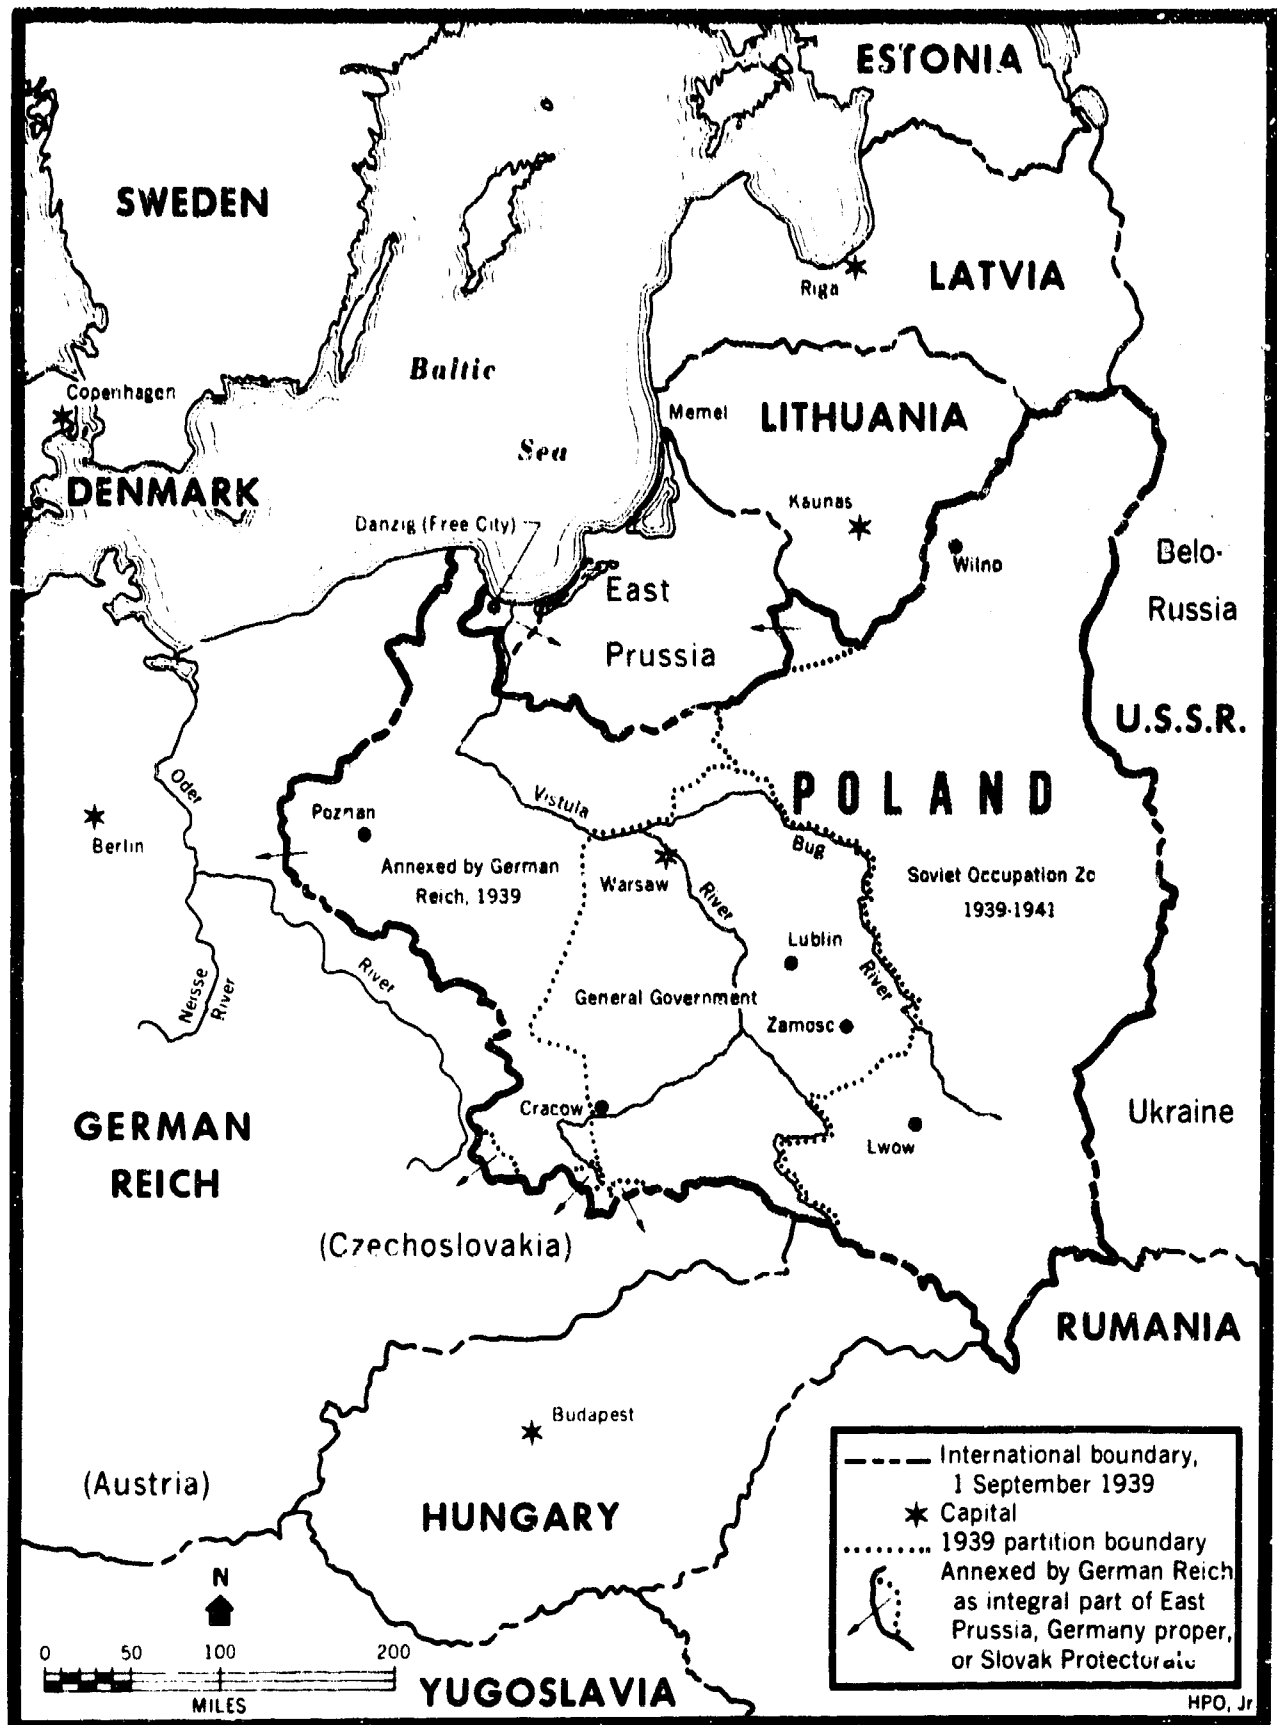 ESTONIA
SWEDEN
Riga
LATVIA
Baltic
Sea
Copenhagen
Memel
LITHUANIA
DENMARK
Danzig (Free City)
Kaunas
Wilno
Belo-
Russia
East
Prussia
U.S.S.R.
Oder
Vistula
POLAND
Poznan
Berlin
Bug
Annexed by German
Reich, 1939
Warsaw
River
Soviet Occupation Zo
1939-1941
Lublin
River
River
Neisse
River
General Government
Zamosc
Cracow
Lwow
Ukraine
GERMAN
REICH
(Czechoslovakia)
RUMANIA
Budapest
(Austria)
HUNGARY
International boundary,
1 September 1939
Capital
1939 partition boundary
Annexed by German Reich
as integral part of East
Prussia, Germany proper,
or Slovak Protectorate
N
0 50 100 200
MILES
YUGOSLAVIA
HPO, Jr